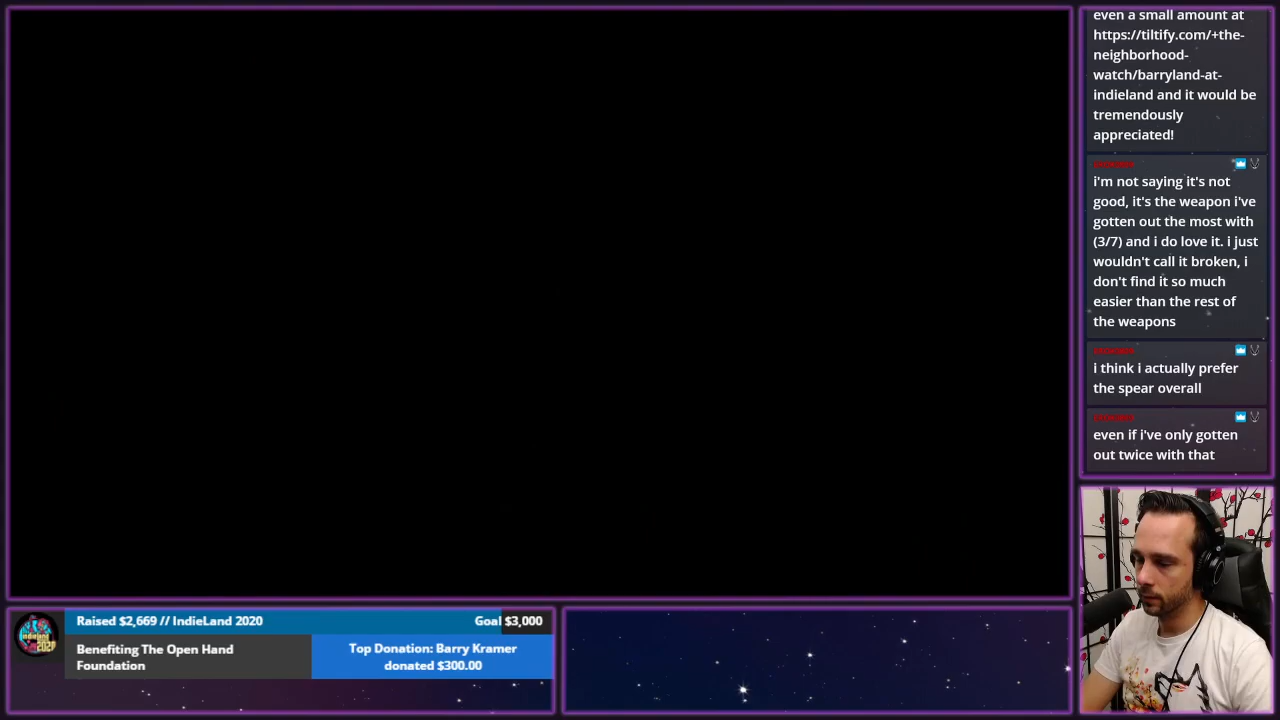 even a small amount at
https://tiltify.com/+the-
neighborhood-
watch/barryland-at-
indieland and it would be
tremendously
appreciated!
i'm not saying it's not
good, it's the weapon i've
gotten out the most with
(3/7) and i do love it. i just
wouldn't call it broken, i
don't find it so much
easier than the rest of
the weapons
i think i actually prefer
the spear overall
even if i've only gotten
out twice with that
Raised $2,669 // IndieLand 2020
Goal $3,000
Benefiting The Open Hand
Foundation
Top Donation: Barry Kramer
donated $300.00